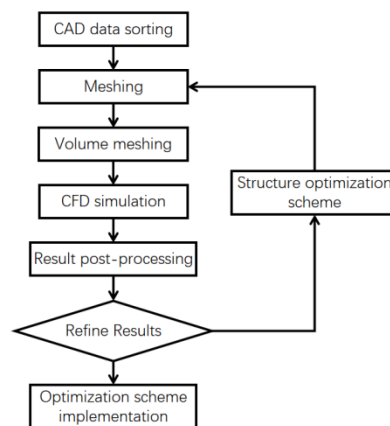 CAD data sorting
Meshing
Volume meshing
CFD simulation
Structure optimization
scheme
Result post-processing
Refine Results
Optimization scheme
implementation